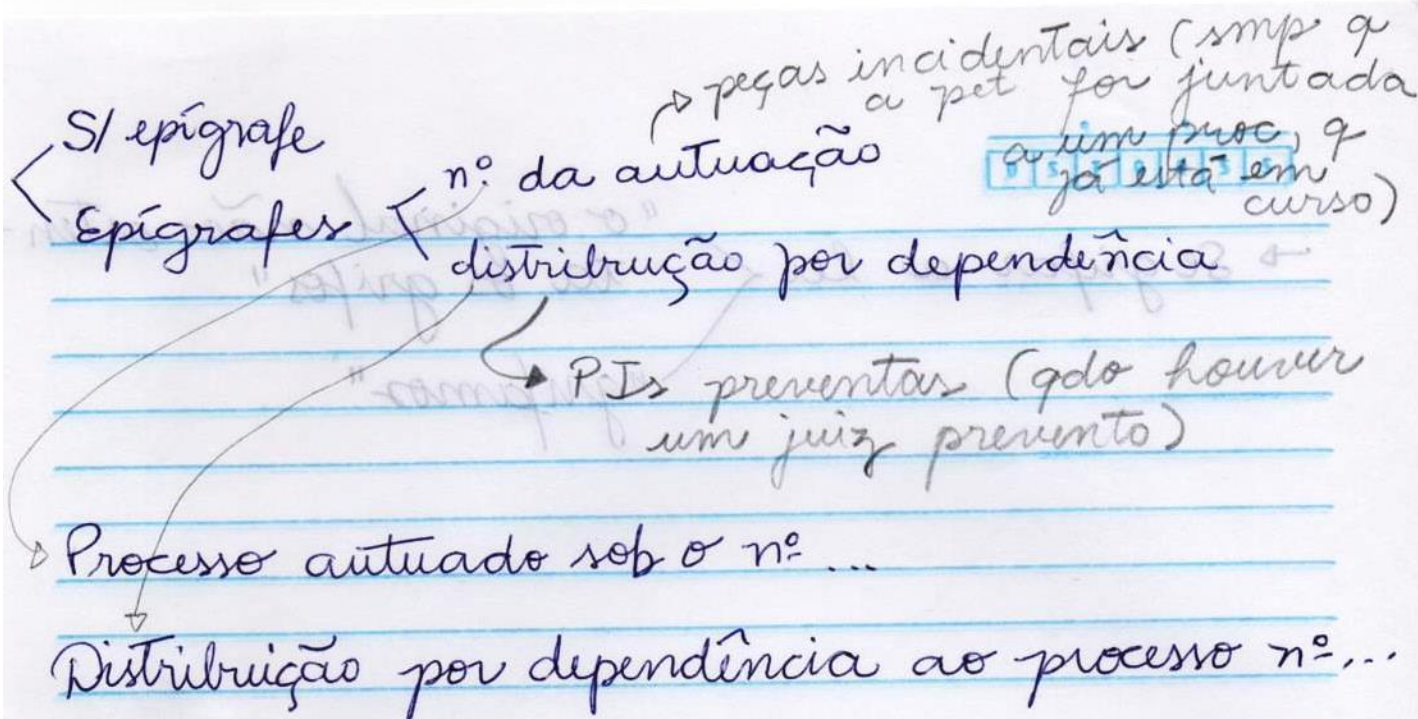 peças incidentais (smp q
a pet for juntada
a um proc, q
já está em
curso)
S/ epígrafe
nº da autuação
Epígrafes
distribuição por dependência
PIs preventas (qdo houver
um juiz prevento)
Processo autuado sob o nº ...
Distribuição por dependência ao processo nº...